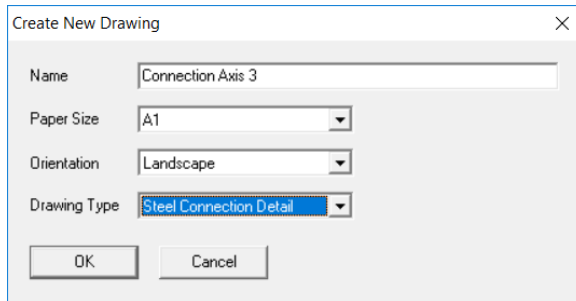 Create New Drawing
Name Connection Axis 3
Paper Size A1
Orientation Landscape
Drawing Type Steel Connection Detail
OK Cancel